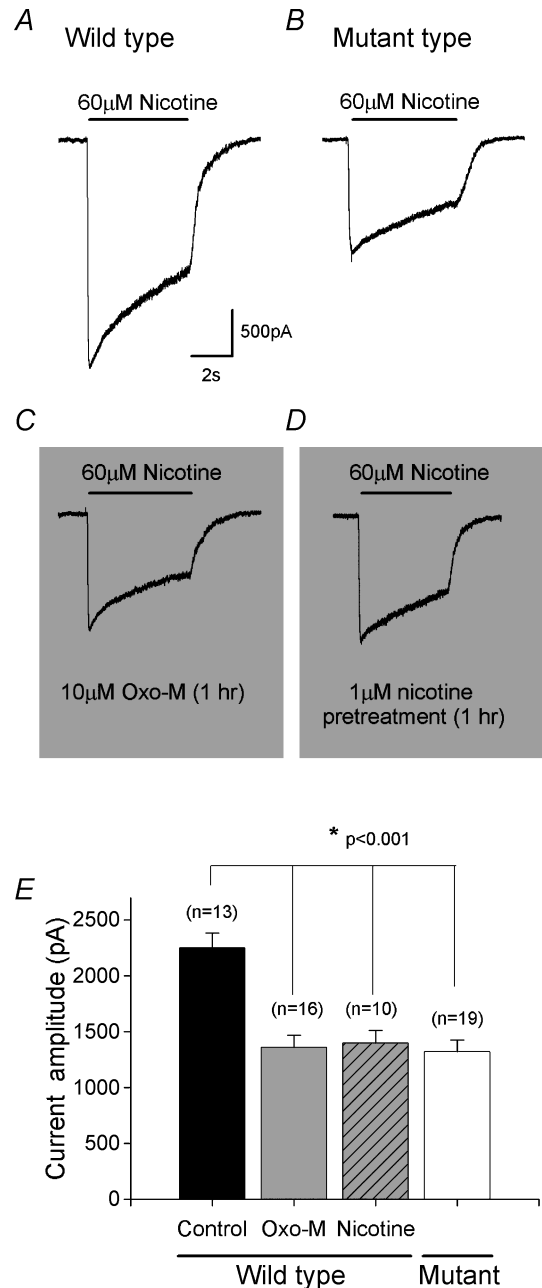 A
Wild type
B
Mutant type
60μM Nicotine
60μM Nicotine
500pA
2s
C
D
60μM Nicotine
60μM Nicotine
10μM Oxo-M (1 hr)
1μM nicotine
pretreatment (1 hr)
* p<0.001
E
Current amplitude (pA)
2500
2000
1500
1000
500
0
(n=13)
(n=16)
(n=10)
(n=19)
Control
Oxo-M
Nicotine
Wild type
Mutant